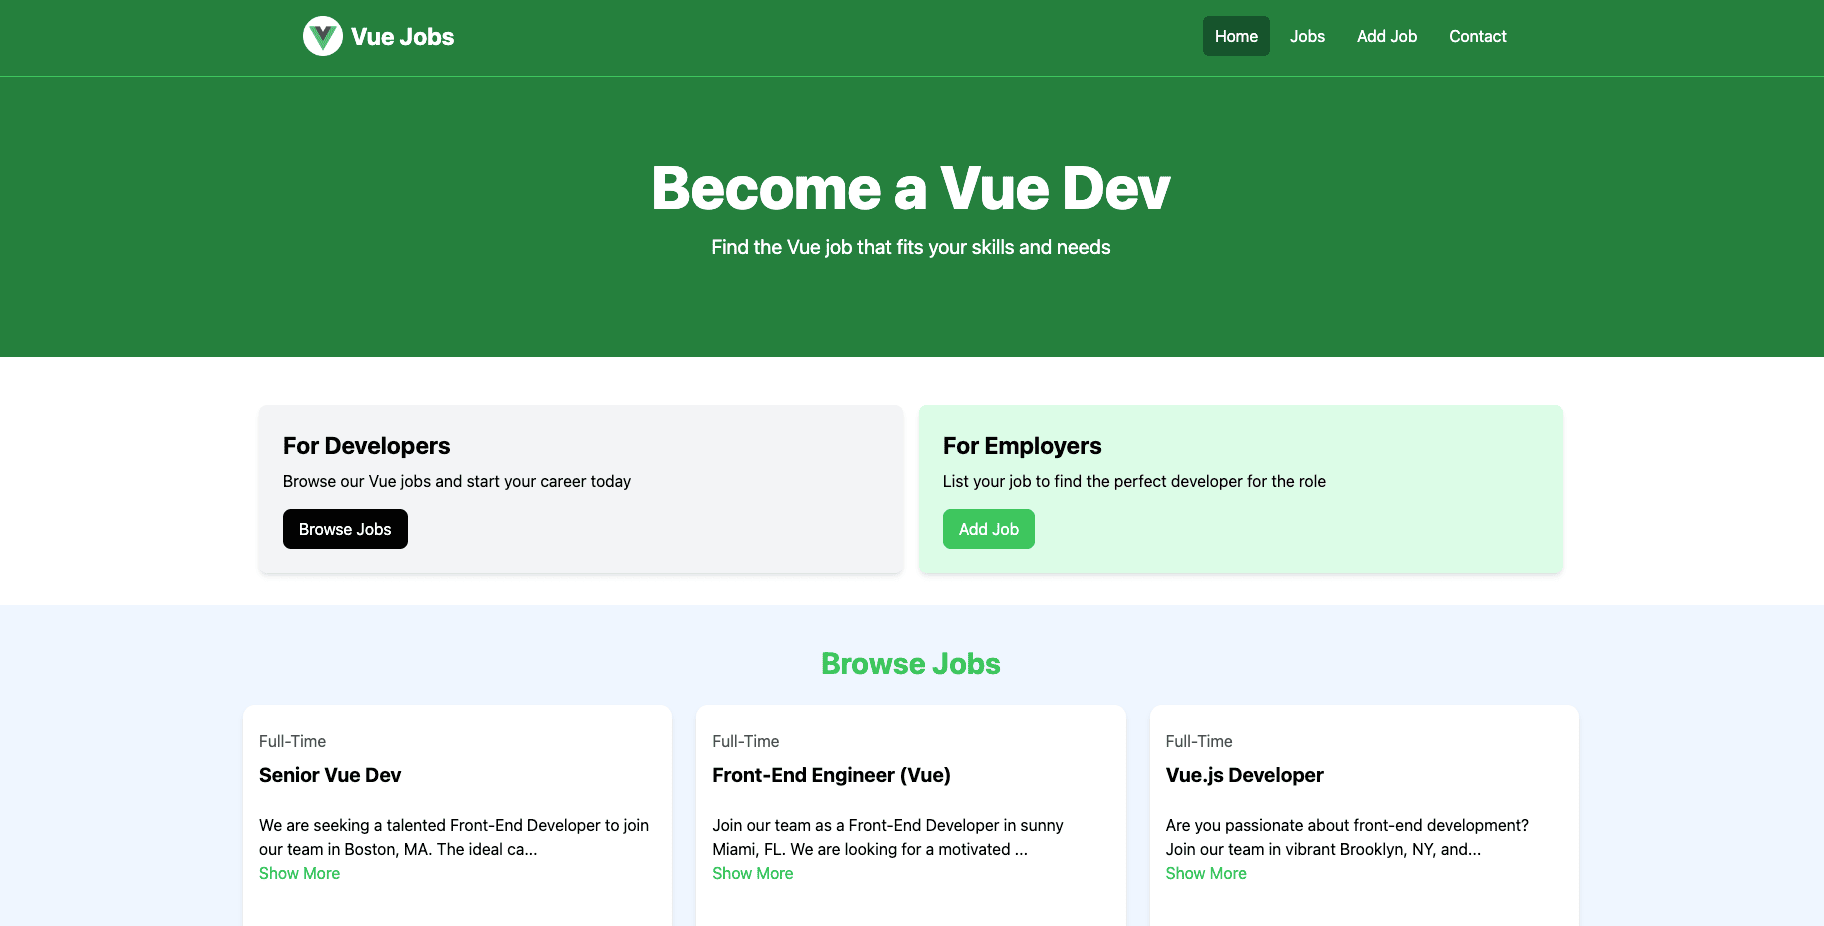 Vue Jobs
Home
Jobs
Add Job
Contact
Become a Vue Dev
Find the Vue job that fits your skills and needs
For Developers
Browse our Vue jobs and start your career today
Browse Jobs
For Employers
List your job to find the perfect developer for the role
Add Job
Browse Jobs
Full-Time
Senior Vue Dev
We are seeking a talented Front-End Developer to join
our team in Boston, MA. The ideal ca...
Show More
Full-Time
Front-End Engineer (Vue)
Join our team as a Front-End Developer in sunny
Miami, FL. We are looking for a motivated ...
Show More
Full-Time
Vue.js Developer
Are you passionate about front-end development?
Join our team in vibrant Brooklyn, NY, and...
Show More